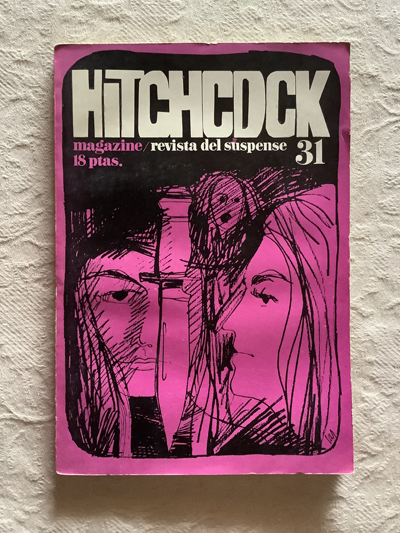 HiTCHCOCK
magazine/revista del suspense 31
18 ptas.